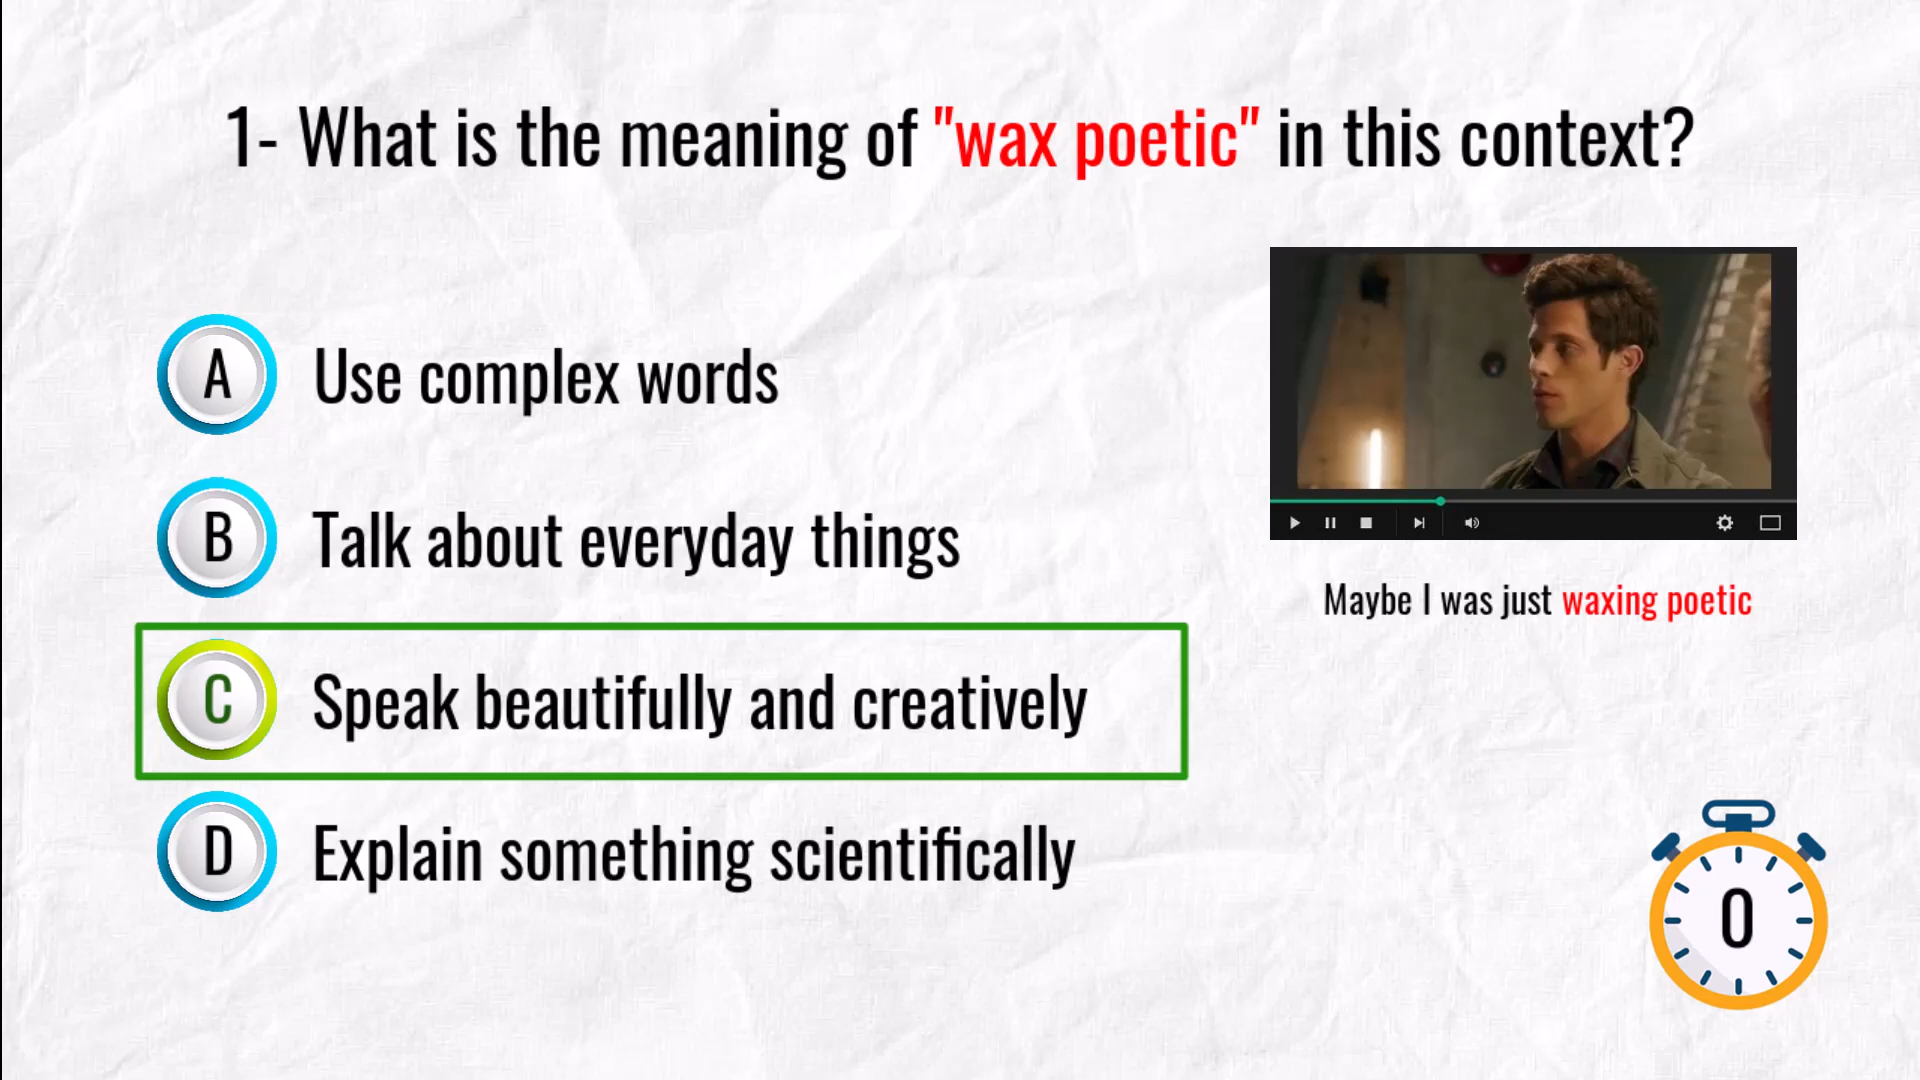 1- What is the meaning of "wax poetic" in this context?
A Use complex words
B Talk about everyday things
C Speak beautifully and creatively
D Explain something scientifically
Maybe I was just waxing poetic
0